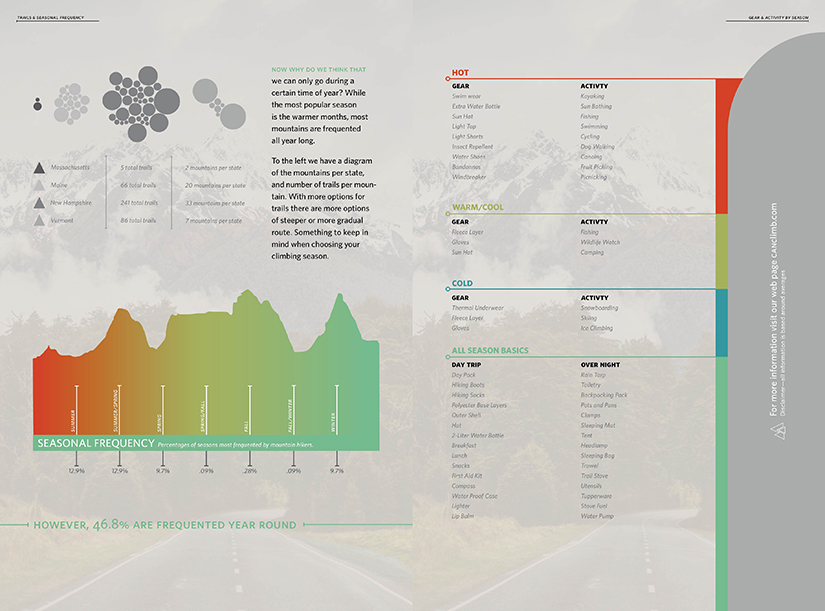 TRAILS & SEASONAL FREQUENCY
NOW WHY DO WE THINK THAT
we can only go during a
certain time of year? While
the most popular season
is the warmer months, most
mountains are frequented
all year long.
To the left we have a diagram
of the mountains per state,
and number of trails per moun-
tain. With more options for
trails there are more options
of steeper or more gradual
route. Something to keep in
mind when choosing your
climbing season.
Massachusetts 5 total trails 2 mountains per state
Maine 66 total trails 20 mountains per state
New Hampshire 241 total trails 33 mountains per state
Vermont 86 total trails 7 mountains per state
SUMMER
SUMMER/SPRING
SPRING
SPRING/FALL
FALL
FALL/WINTER
WINTER
SEASONAL FREQUENCY Percentages of seasons most frequented by mountain hikers.
12.9% 12.9% 9.7% .09% .28% .09% 9.7%
HOWEVER, 46.8% ARE FREQUENTED YEAR ROUND
GEAR & ACTIVITY BY SEASON
HOT
GEAR ACTIVTY
Swim wear Kayaking
Extra Water Bottle Sun Bathing
Sun Hat Fishing
Light Top Swimming
Light Shorts Cycling
Insect Repellent Dog Walking
Water Shoes Canoing
Bandannas Fruit Picking
Windbreaker Picnicking
WARM/COOL
GEAR ACTIVTY
Fleece Layer Fishing
Gloves Wildlife Watch
Sun Hat Camping
COLD
GEAR ACTIVTY
Thermal Underwear Snowboarding
Fleece Layer Skiing
Gloves Ice Climbing
ALL SEASON BASICS
DAY TRIP OVER NIGHT
Day Pack Rain Tarp
Hiking Boots Toiletry
Hiking Socks Backpacking Pack
Polyester Base Layers Pots and Pans
Outer Shell Clamps
Hat Sleeping Mat
2-Liter Water Bottle Tent
Breakfast Headlamp
Lunch Sleeping Bag
Snacks Trowel
First Aid Kit Trail Stove
Compass Utensils
Water Proof Case Tupperware
Lighter Stove Fuel
Lip Balm Water Pump
For more information visit our web page CANclimb.com
Disclaimer—all information is based around averages